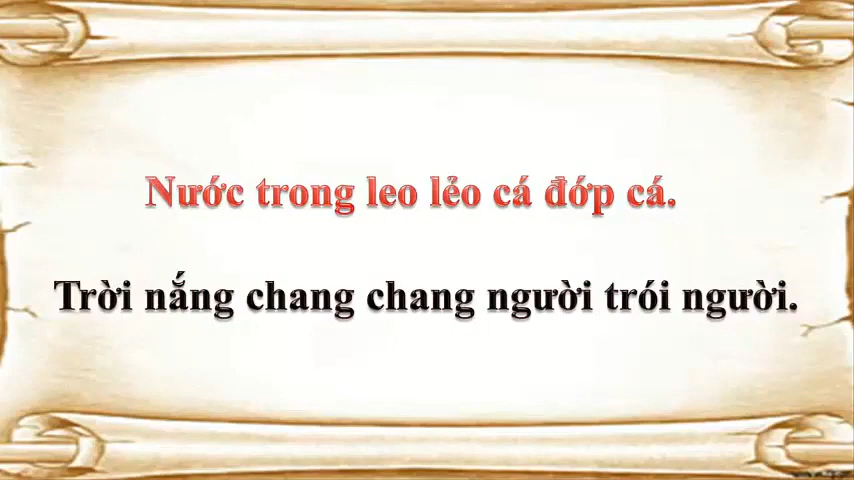 Nước trong leo lẻo cá đớp cá.
Trời nắng chang chang người trói người.